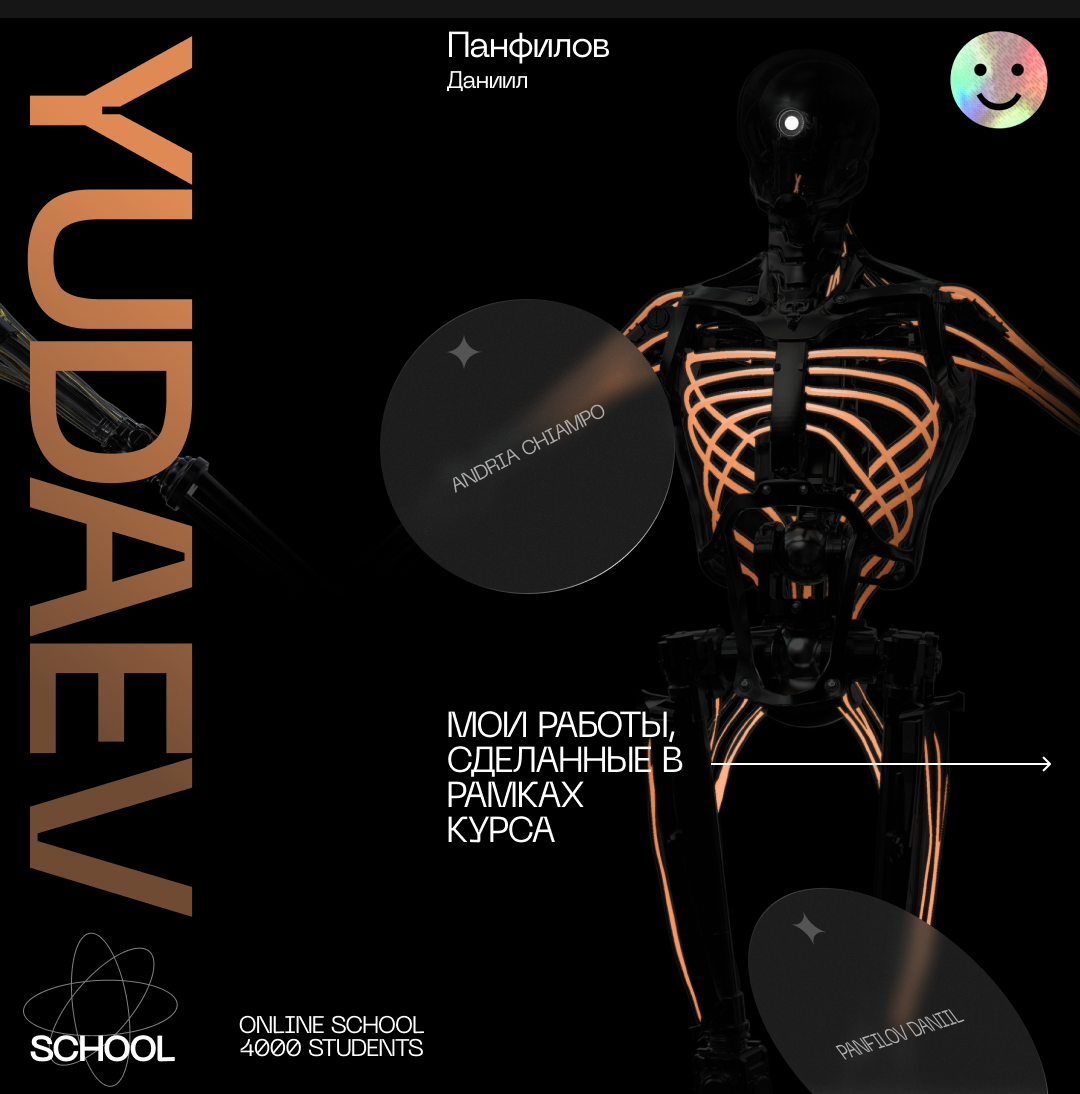 YUDAEV
Панфилов
Даниил
ANDRIA CHIAMPO
МОИ РАБОТЫ,
СДЕЛАННЫЕ В
РАМКАХ
КУРСА
PANFILOV DANIIL
SCHOOL
ONLINE SCHOOL
4000 STUDENTS